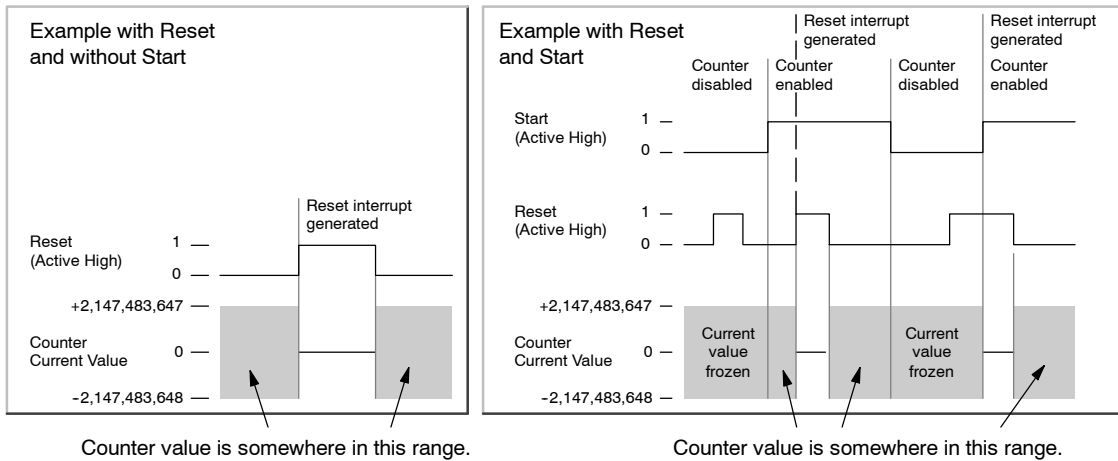 Example with Reset
and without Start
Reset interrupt
generated
Reset
(Active High)
1
0
+2,147,483,647
Counter
Current Value
0
-2,147,483,648
Counter value is somewhere in this range.
Example with Reset
and Start
Reset interrupt
generated
Reset interrupt
generated
Counter
disabled
Counter
enabled
Counter
disabled
Counter
enabled
Start
(Active High)
1
0
Reset
(Active High)
1
0
+2,147,483,647
Counter
Current Value
0
-2,147,483,648
Current
value
frozen
Current
value
frozen
Counter value is somewhere in this range.